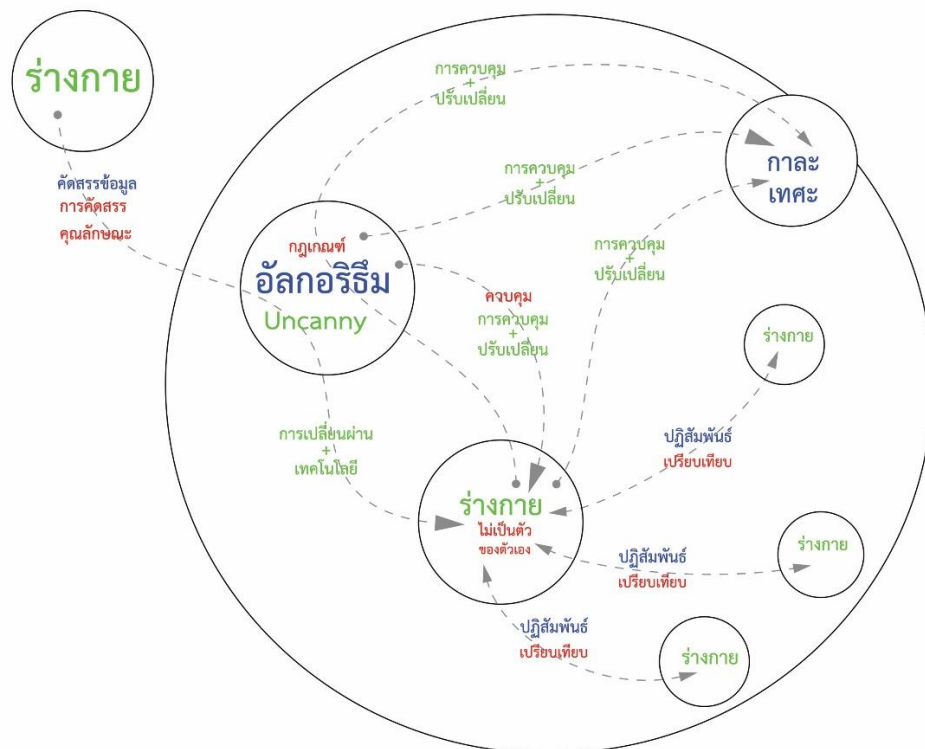 ร่างกาย
คัดสรรข้อมูล
การคัดสรร
คุณลักษณะ
การควบคุม
+
ปรับเปลี่ยน
กาละ
เทศะ
การควบคุม
+
ปรับเปลี่ยน
กฎเกณฑ์
อัลกอริธึม
Uncanny
ควบคุม
การควบคุม
+
ปรับเปลี่ยน
การควบคุม
+
ปรับเปลี่ยน
ร่างกาย
การเปลี่ยนผ่าน
+
เทคโนโลยี
ปฏิสัมพันธ์
เปรียบเทียบ
ร่างกาย
ไม่เป็นตัว
ของตัวเอง
ร่างกาย
ปฏิสัมพันธ์
เปรียบเทียบ
ปฏิสัมพันธ์
เปรียบเทียบ
ร่างกาย